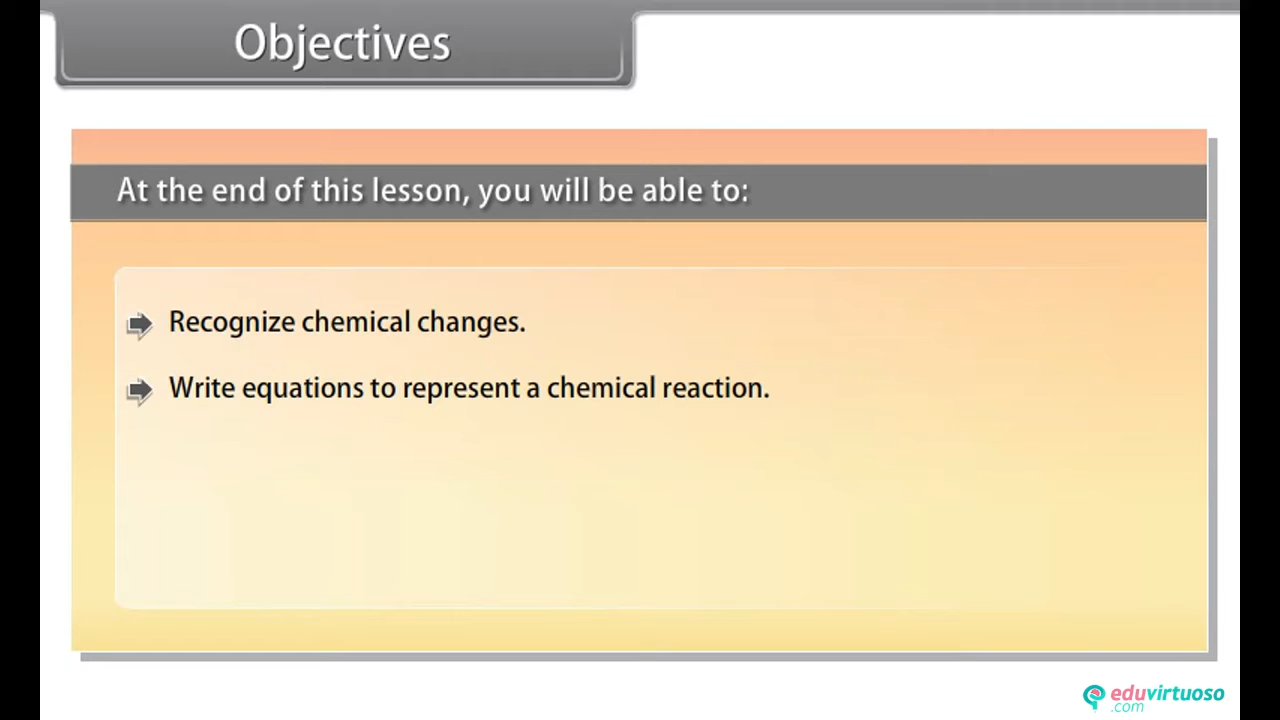 Objectives
At the end of this lesson, you will be able to:
Recognize chemical changes.
Write equations to represent a chemical reaction.
eduvirtuoso
.com